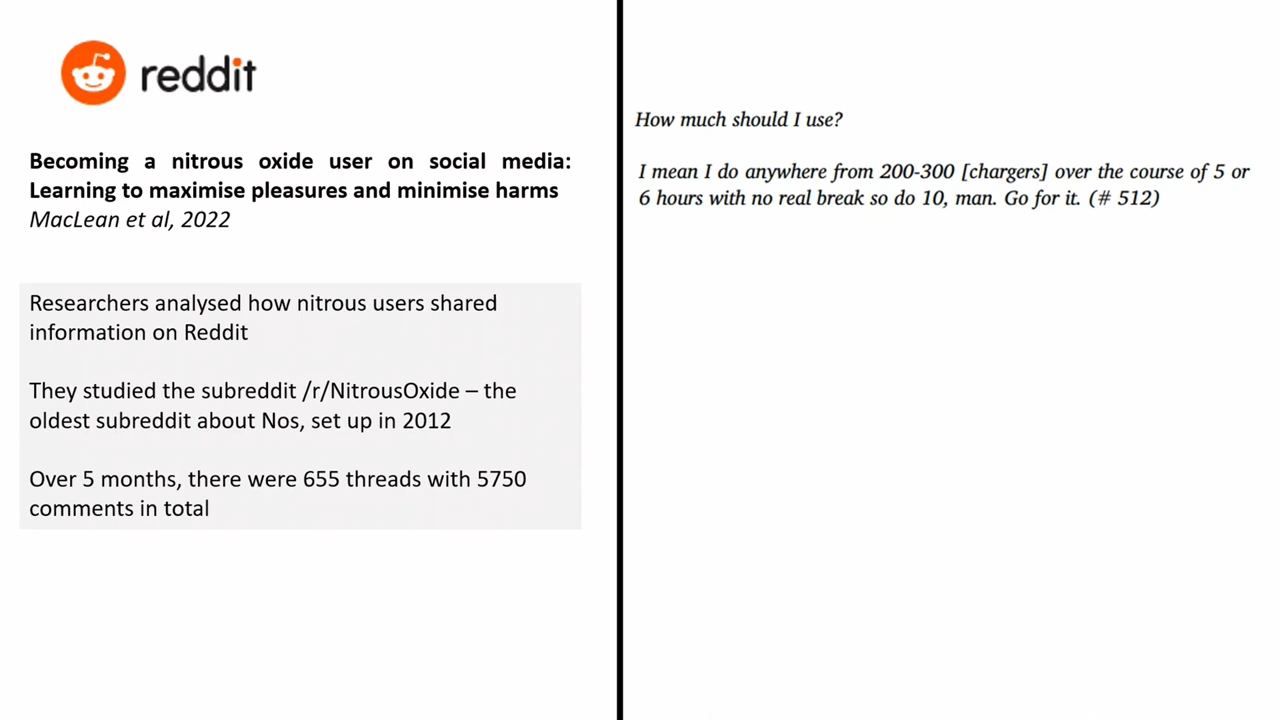 reddit
Becoming a nitrous oxide user on social media:
Learning to maximise pleasures and minimise harms
MacLean et al, 2022
Researchers analysed how nitrous users shared
information on Reddit
They studied the subreddit /r/NitrousOxide – the
oldest subreddit about Nos, set up in 2012
Over 5 months, there were 655 threads with 5750
comments in total
How much should I use?
I mean I do anywhere from 200-300 [chargers] over the course of 5 or
6 hours with no real break so do 10, man. Go for it. (# 512)